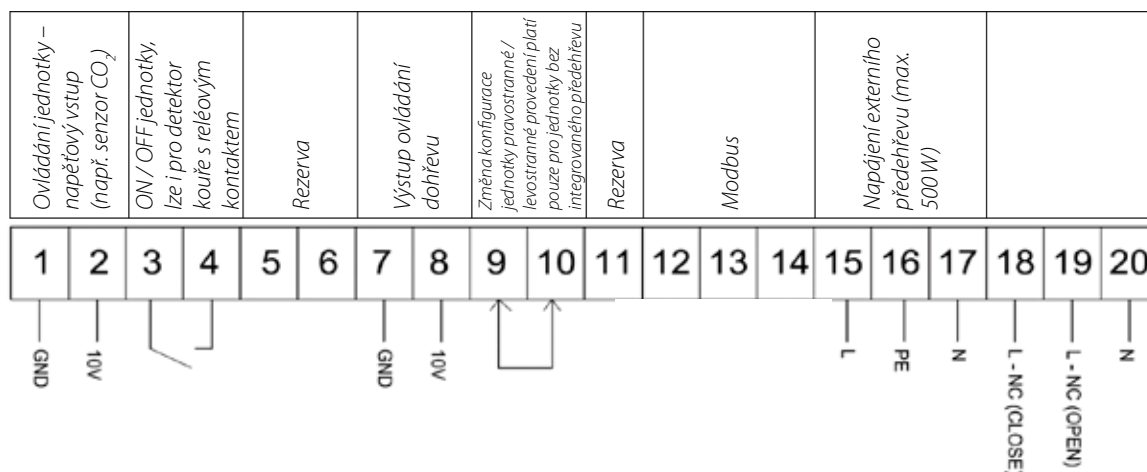 Ovládání jednotky –
napěťový vstup
(např. senzor CO₂)
ON / OFF jednotky,
lze i pro detektor
kouře s reléovým
kontaktem
Rezerva
Výstup ovládání
dohřevu
Změna konfigurace
jednotky pravostranné /
levostranné provedení platí
pouze pro jednotky bez
integrovaného předehřevu
Rezerva
Modbus
Napájení externího
předehřevu (max.
500 W)
1 2 3 4 5 6 7 8 9 10 11 12 13 14 15 16 17 18 19 20
GND
10V
GND
10V
L
PE
N
L - NC (CLOSE)
L - NC (OPEN)
N